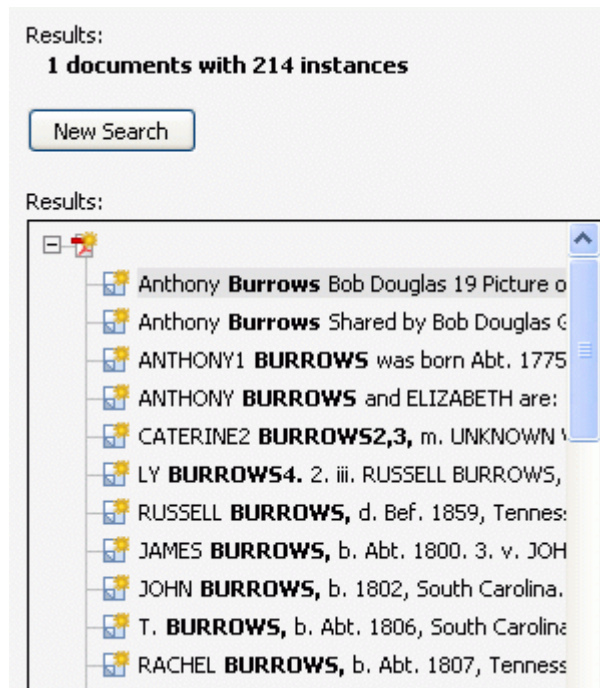 Results:
1 documents with 214 instances
New Search
Results:
Anthony Burrows Bob Douglas 19 Picture o
Anthony Burrows Shared by Bob Douglas
ANTHONY1 BURROWS was born Abt. 1775
ANTHONY BURROWS and ELIZABETH are:
CATERINE2 BURROWS2,3, m. UNKNOWN
LY BURROWS4. 2. iii. RUSSELL BURROWS,
RUSSELL BURROWS, d. Bef. 1859, Tennes
JAMES BURROWS, b. Abt. 1800. 3. v. JOH
JOHN BURROWS, b. 1802, South Carolina.
T. BURROWS, b. Abt. 1806, South Carolina
RACHEL BURROWS, b. Abt. 1807, Tenness